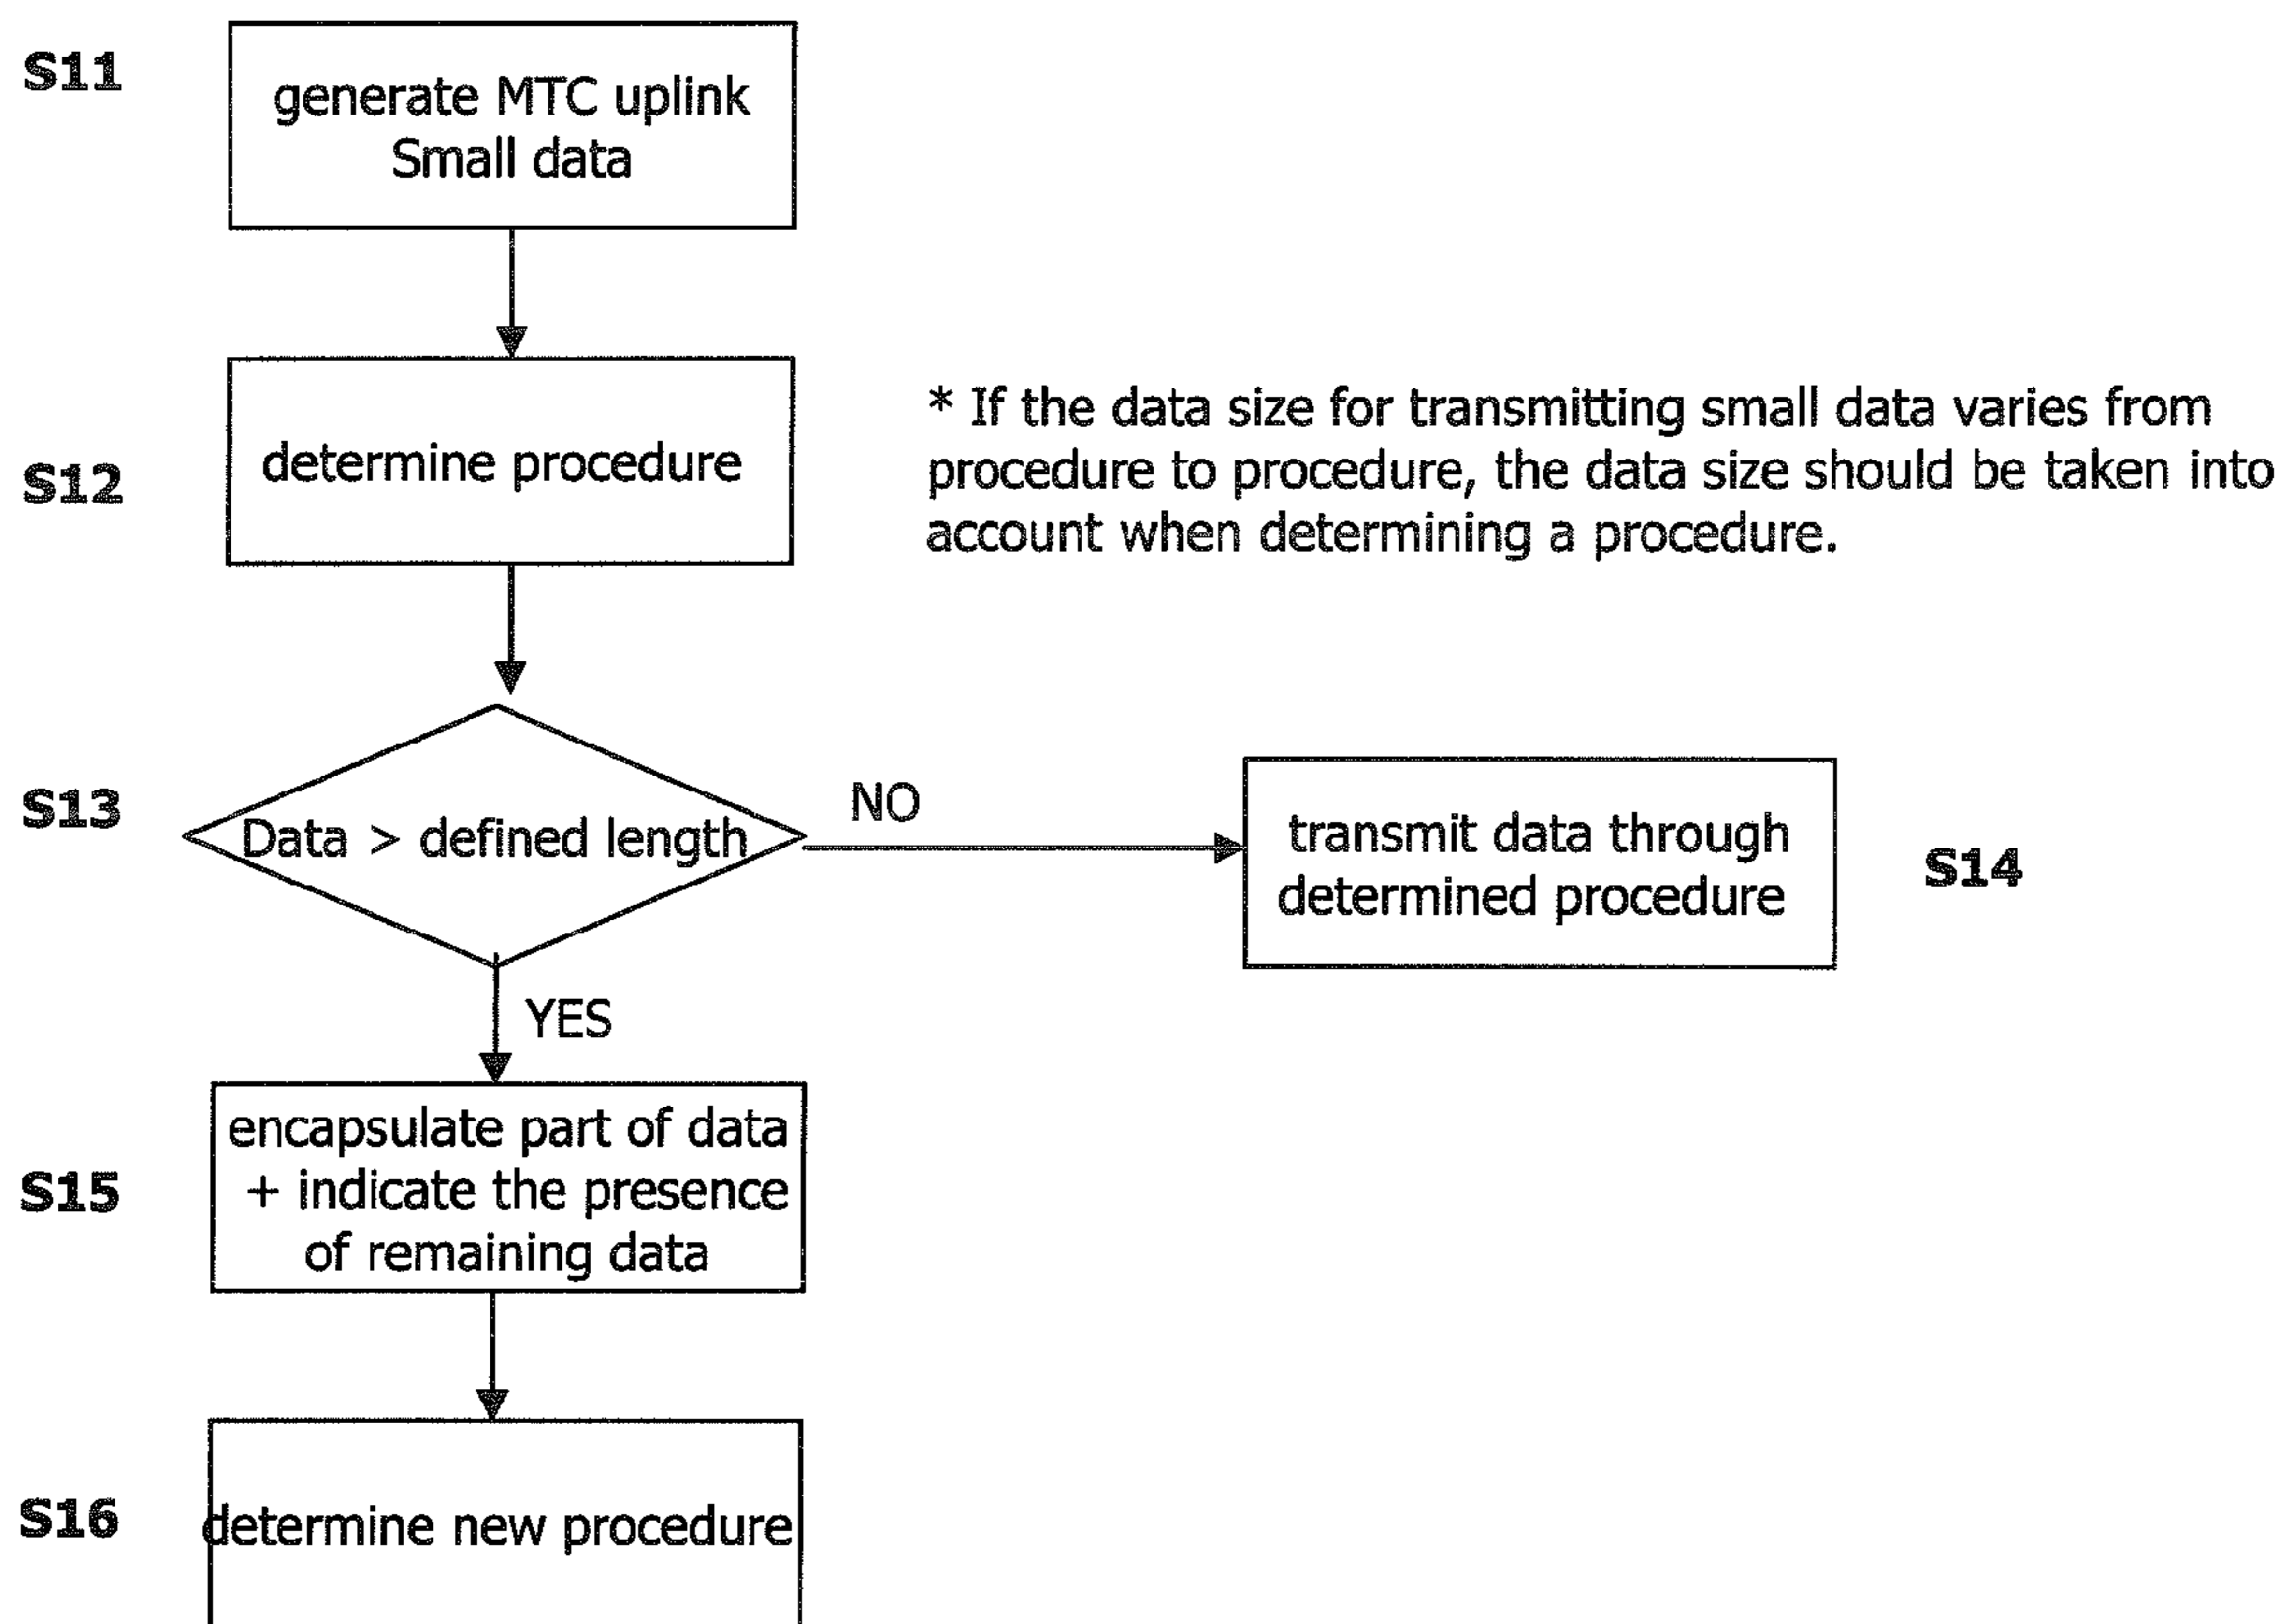 S11
generate MTC uplink
Small data
S12
determine procedure
* If the data size for transmitting small data varies from
procedure to procedure, the data size should be taken into
account when determining a procedure.
S13
Data > defined length
NO
transmit data through
determined procedure
S14
YES
S15
encapsulate part of data
+ indicate the presence
of remaining data
S16
determine new procedure